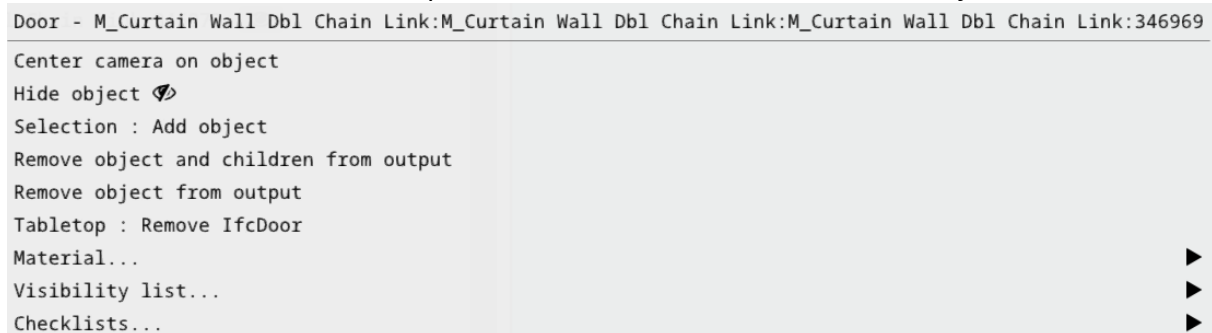 Door - M_Curtain Wall Dbl Chain Link:M_Curtain Wall Dbl Chain Link:M_Curtain Wall Dbl Chain Link:346969
Center camera on object
Hide object
Selection : Add object
Remove object and children from output
Remove object from output
Tabletop : Remove IfcDoor
Material...
Visibility list...
Checklists...